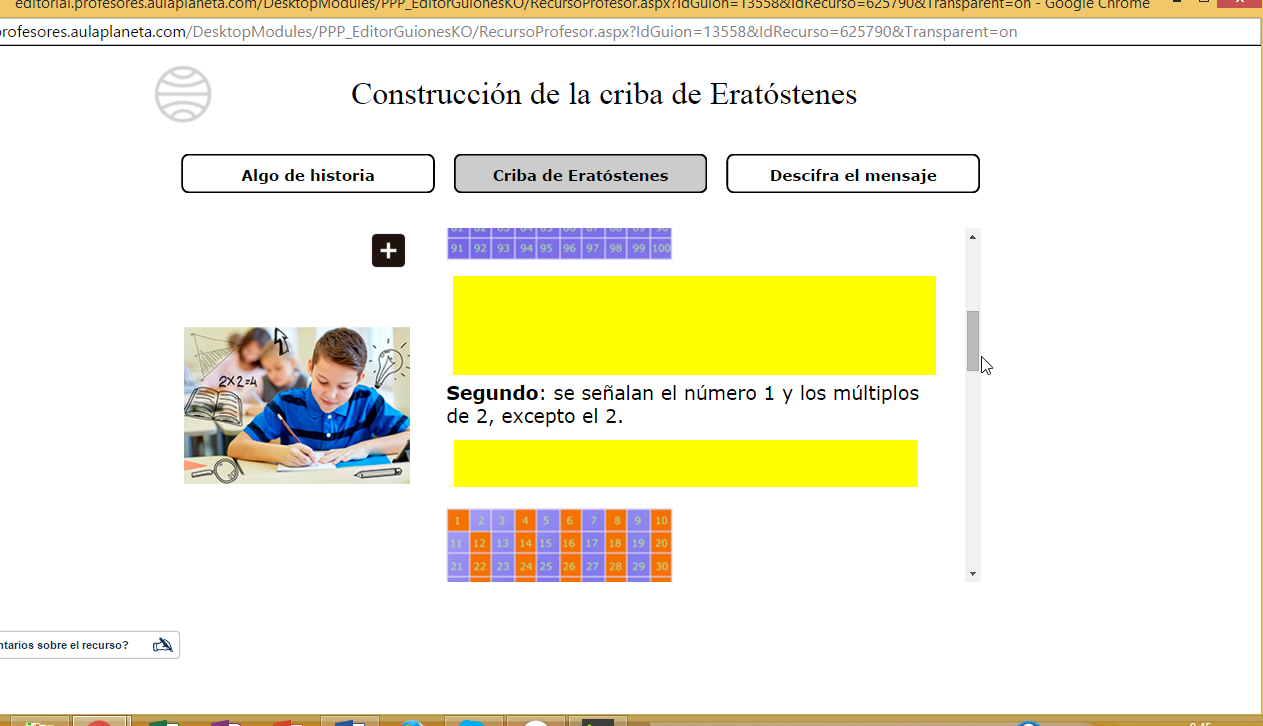 editorial.profesores.aulaplaneta.com/DesktopModules/PPP_EditorGuionesKO/RecursoProfesor.aspx?IdGuion=13558&IdRecurso=625790&Transparent=on - Google Chrome
profesores.aulaplaneta.com/DesktopModules/PPP_EditorGuionesKO/RecursoProfesor.aspx?IdGuion=13558&IdRecurso=625790&Transparent=on
Construcción de la criba de Eratóstenes
Algo de historia
Criba de Eratóstenes
Descifra el mensaje
91 92 93 94 95 96 97 98 99 100
2x2=4
Segundo: se señalan el número 1 y los múltiplos
de 2, excepto el 2.
1 2 3 4 5 6 7 8 9 10
11 12 13 14 15 16 17 18 19 20
21 22 23 24 25 26 27 28 29 30
ntarios sobre el recurso?